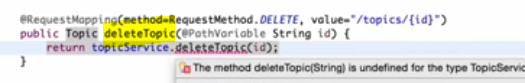 @RequestMapping(method=RequestMethod.DELETE, value="/topics/{id}")
public Topic deleteTopic(@PathVariable String id) {
return topicService.deleteTopic(id);
}
The method deleteTopic(String) is undefined for the type TopicServic